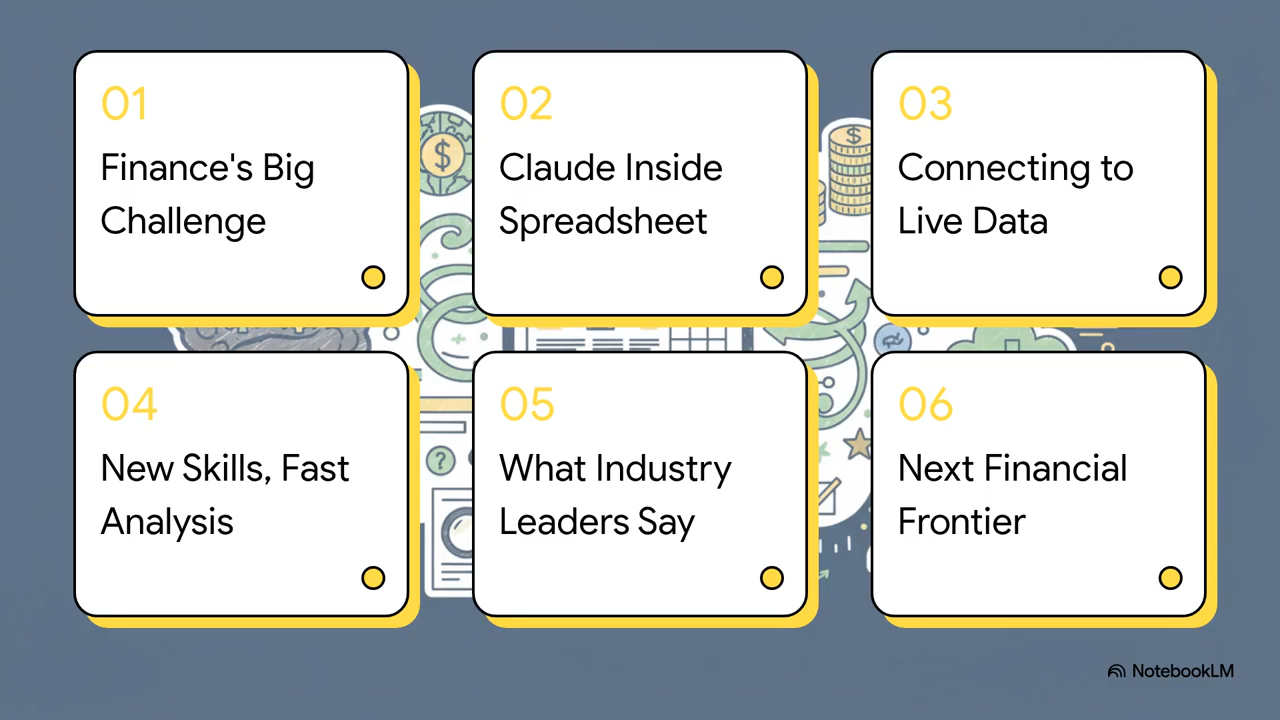 01
Finance's Big
Challenge
02
Claude Inside
Spreadsheet
03
Connecting to
Live Data
04
New Skills, Fast
Analysis
05
What Industry
Leaders Say
06
Next Financial
Frontier
$
$
?
NotebookLM